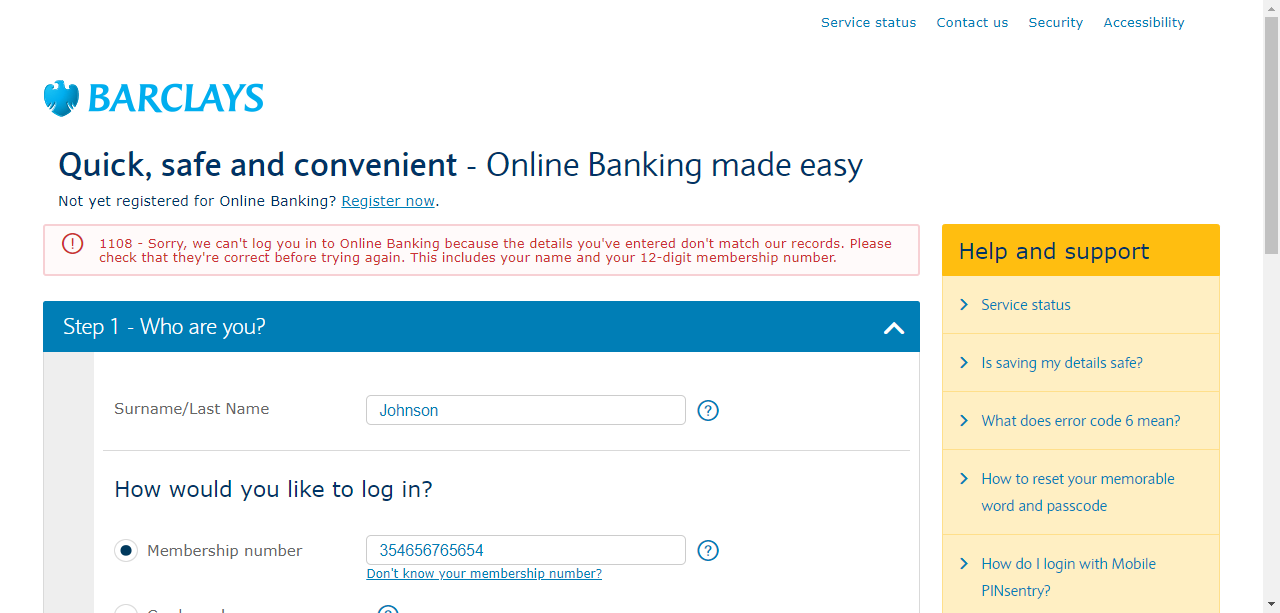 Service status Contact us Security Accessibility
BARCLAYS
Quick, safe and convenient - Online Banking made easy
Not yet registered for Online Banking? Register now.
1108 - Sorry, we can't log you in to Online Banking because the details you've entered don't match our records. Please
check that they're correct before trying again. This includes your name and your 12-digit membership number.
Step 1 - Who are you?
Surname/Last Name
Johnson
?
How would you like to log in?
Membership number
354656765654
?
Don't know your membership number?
Help and support
Service status
Is saving my details safe?
What does error code 6 mean?
How to reset your memorable
word and passcode
How do I login with Mobile
PINsentry?